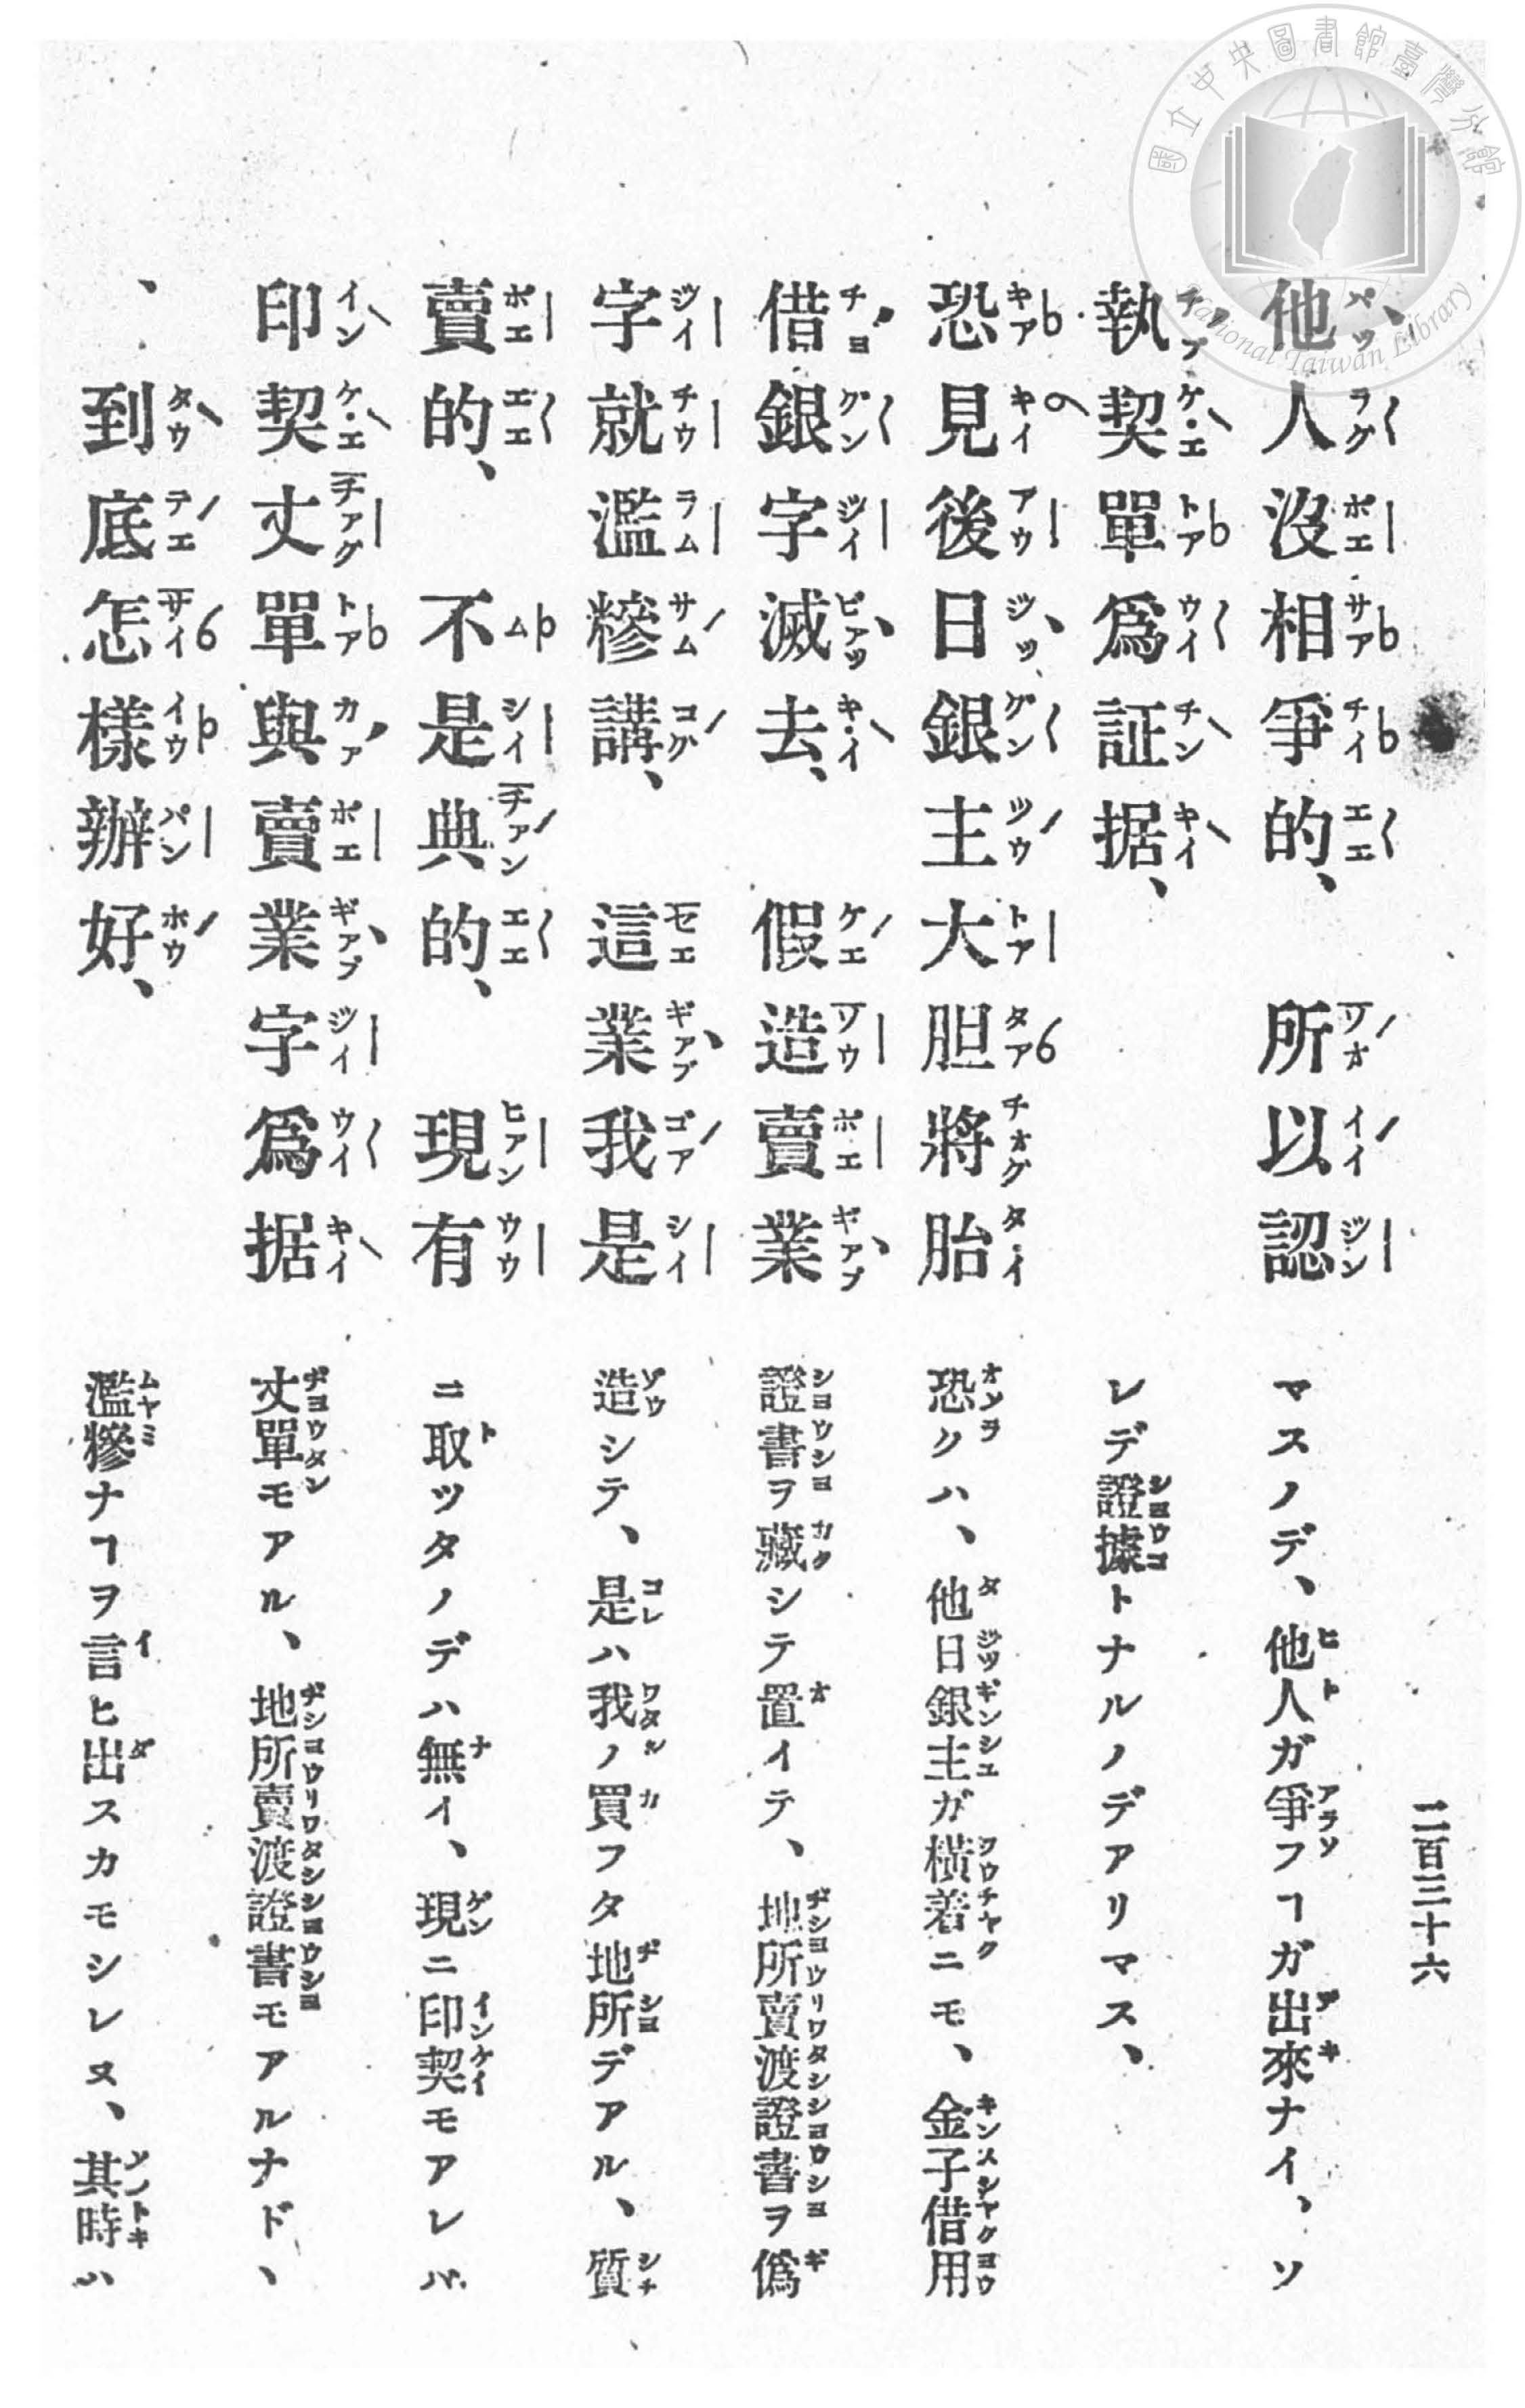 國立中央圖書館臺灣分館
National Taiwan Library
二百三十六
他人沒相爭的、所以認
執契單爲証据、
恐見後日銀主大胆將胎
借銀字滅去、假造賣業
字就濫糝講、這業我是
賣的、不是典的、現有
印契丈單與賣業字爲据
、到底怎樣辦好、
マスノデ、他人ガ爭フヿガ出來ナイ、ソ
レデ證據トナルノデアリマス、
恐クハ、他日銀主ガ橫着ニモ、金子借用
證書ヲ藏シテ置イテ、地所賣渡證書ヲ僞
造シテ、是ハ我ノ買フタ地所デアル、質
ニ取ツタノデハ無イ、現ニ印契モアレバ
丈單モアル、地所賣渡證書モアルナド、
濫糝ナヿヲ言ヒ出スカモシレヌ、其時ハ